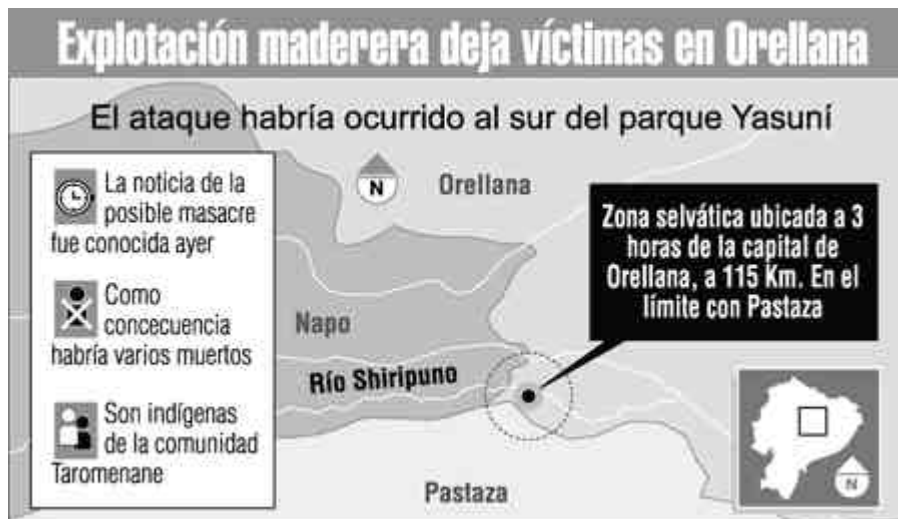 Explotación maderera deja víctimas en Orellana
El ataque habría ocurrido al sur del parque Yasuní
La noticia de la
posible masacre
fue conocida ayer
Como
concecuencia
habría varios muertos
Son indígenas
de la comunidad
Taromenane
N
Orellana
Zona selvática ubicada a 3
horas de la capital de
Orellana, a 115 Km. En el
límite con Pastaza
Napo
Río Shiripuno
Pastaza
N